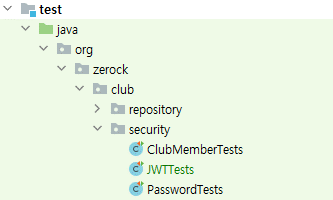 test
java
org
zerock
club
repository
security
ClubMemberTests
JWTTests
PasswordTests